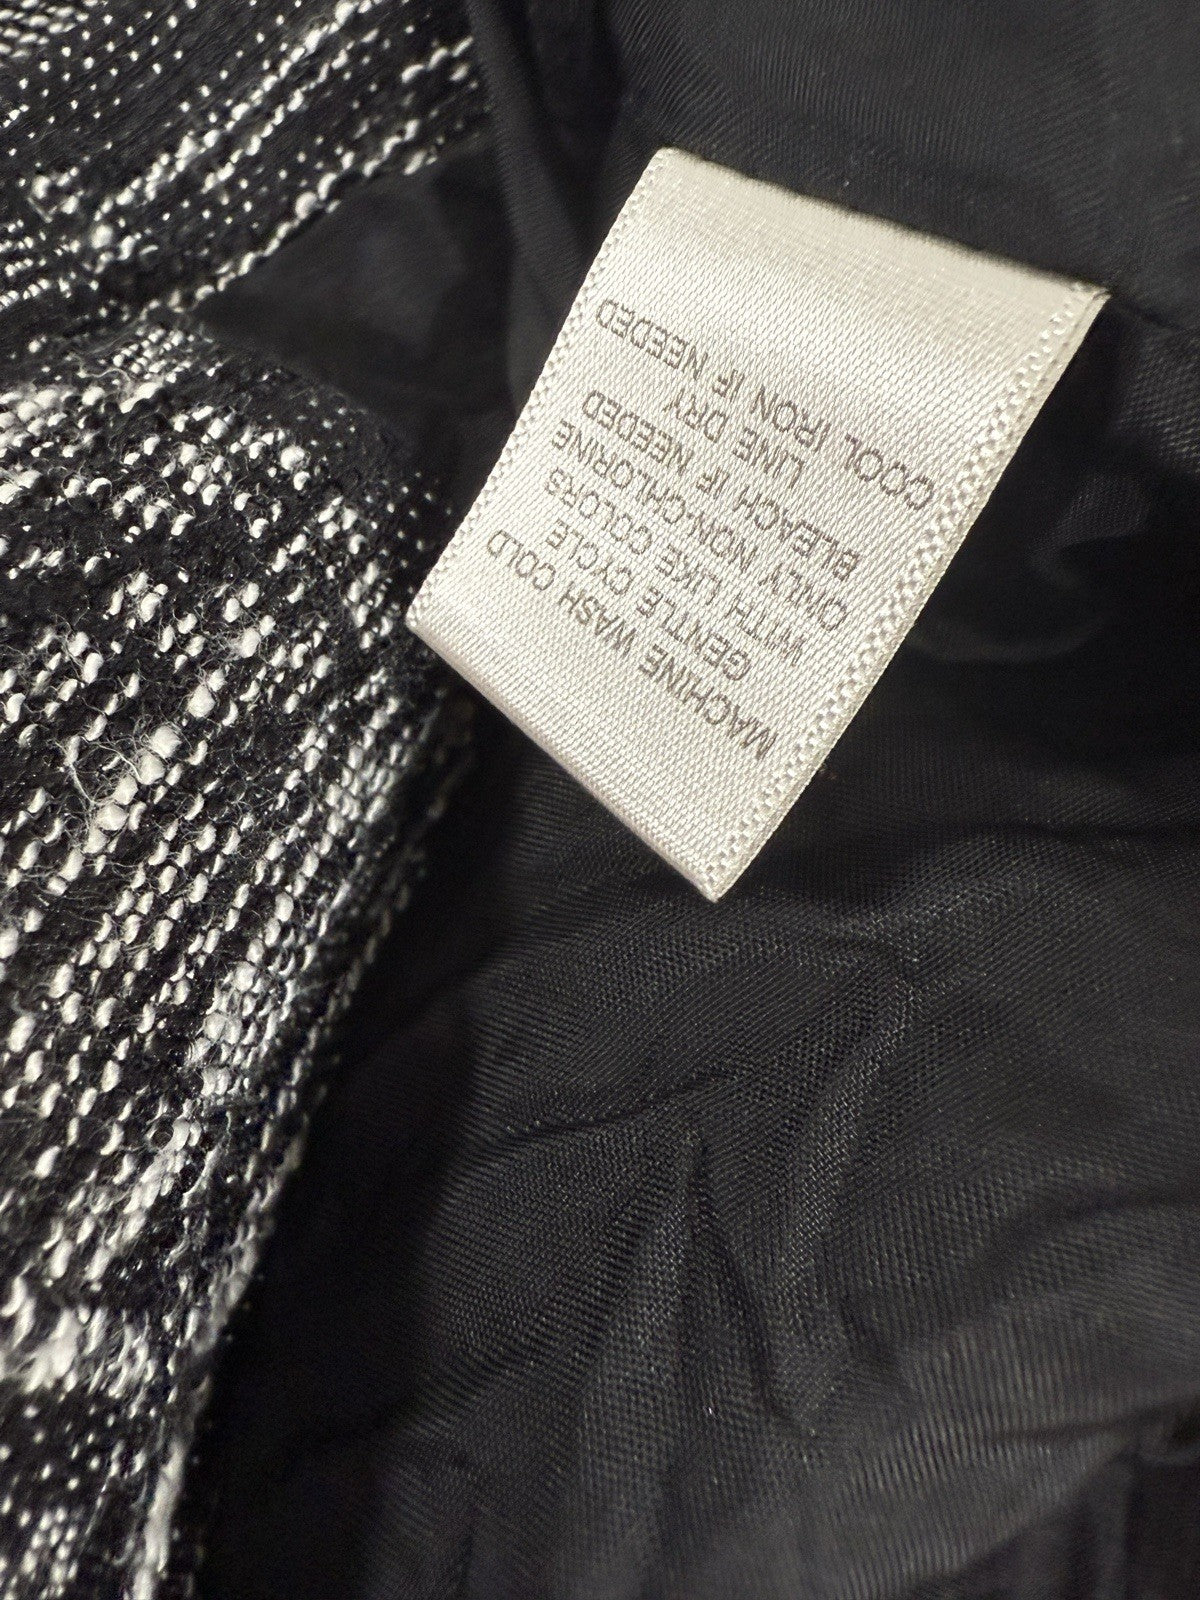 MACHINE WASH COLD
GENTLE CYCLE
WITH LIKE COLORS
ONLY NON-CALORINE
BLEACH IF NEEDED
LINE DRY
COOL IRON IF NEEDED